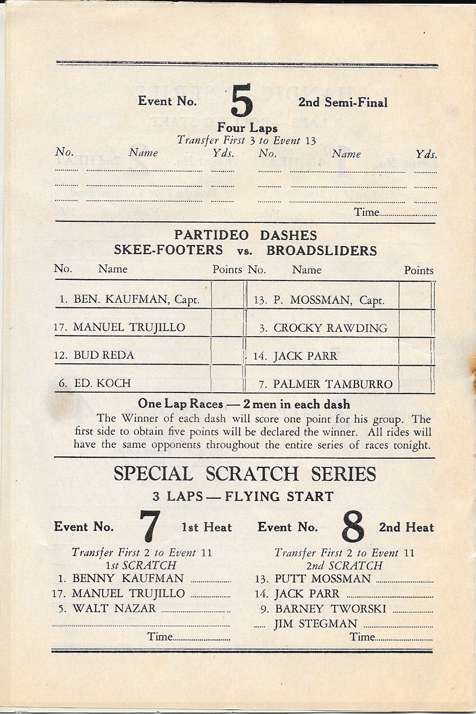 Event No. 5 2nd Semi-Final
Four Laps
Transfer First 3 to Event 13
No. Name Yds. No. Name Yds.
Time
PARTIDEO DASHES
SKEE-FOOTERS vs. BROADSLIDERS
No. Name Points No. Name Points
1. BEN. KAUFMAN, Capt. 13. P. MOSSMAN, Capt.
17. MANUEL TRUJILLO 3. CROCKY RAWDING
12. BUD REDA 14. JACK PARR
6. ED. KOCH 7. PALMER TAMBURRO
One Lap Races — 2 men in each dash
The Winner of each dash will score one point for his group. The
first side to obtain five points will be declared the winner. All rides will
have the same opponents throughout the entire series of races tonight.
SPECIAL SCRATCH SERIES
3 LAPS — FLYING START
Event No. 7 1st Heat Event No. 8 2nd Heat
Transfer First 2 to Event 11 Transfer First 2 to Event 11
1st SCRATCH 2nd SCRATCH
1. BENNY KAUFMAN 13. PUTT MOSSMAN
17. MANUEL TRUJILLO 14. JACK PARR
5. WALT NAZAR 9. BARNEY TWORSKI
JIM STEGMAN
Time Time